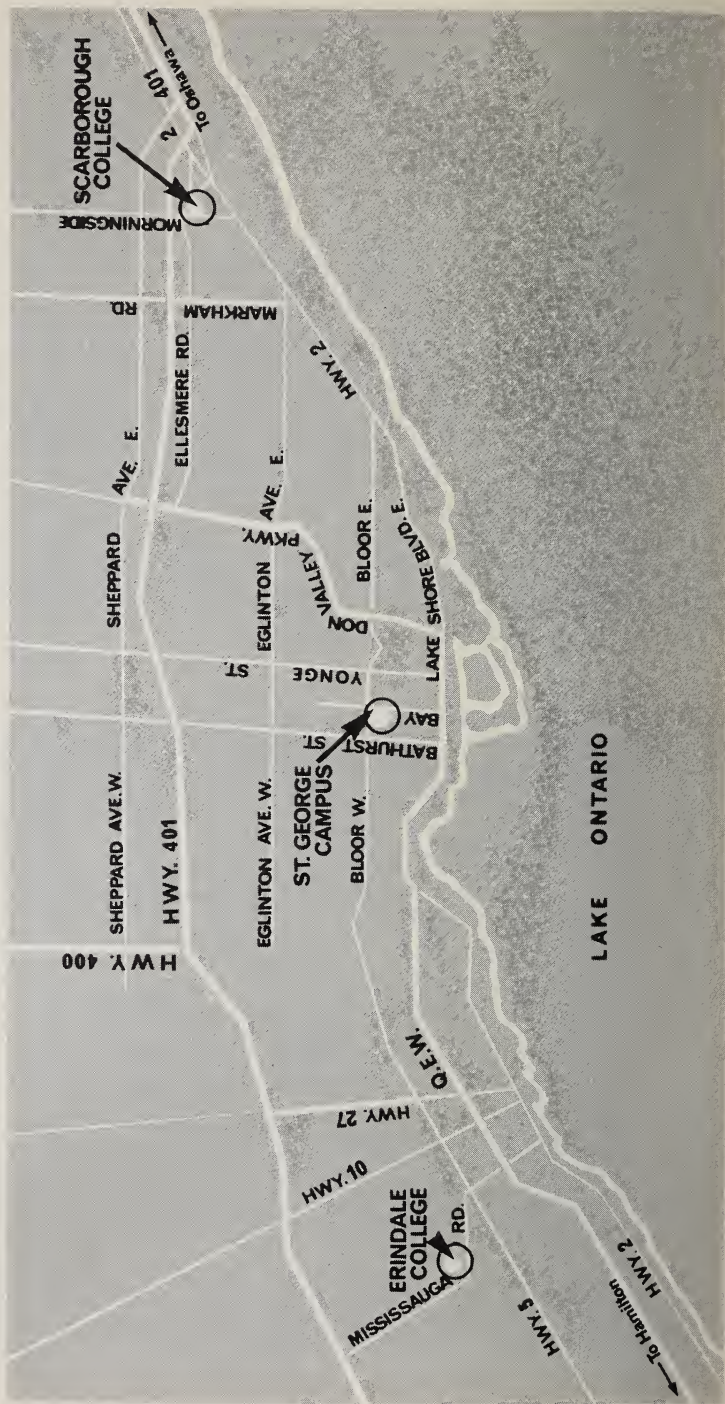 SCARBOROUGH
COLLEGE
To Oshawa
401
2
MORNINGSIDE
MARKHAM RD.
ELLESMERE RD.
SHEPPARD AVE. E.
HWY. 2
EGLINTON AVE. E.
DON VALLEY PKWY.
BLOOR E.
LAKE SHORE BLVD. E.
YONGE ST.
BAY
BATHURST ST.
ST. GEORGE
CAMPUS
SHEPPARD AVE. W.
HWY. 401
EGLINTON AVE. W.
BLOOR W.
HWY. 400
LAKE ONTARIO
Q.E.W.
HWY. 27
HWY. 10
ERINDALE
COLLEGE
MISSISSAUGA RD.
HWY. 5
HWY. 2
To Hamilton